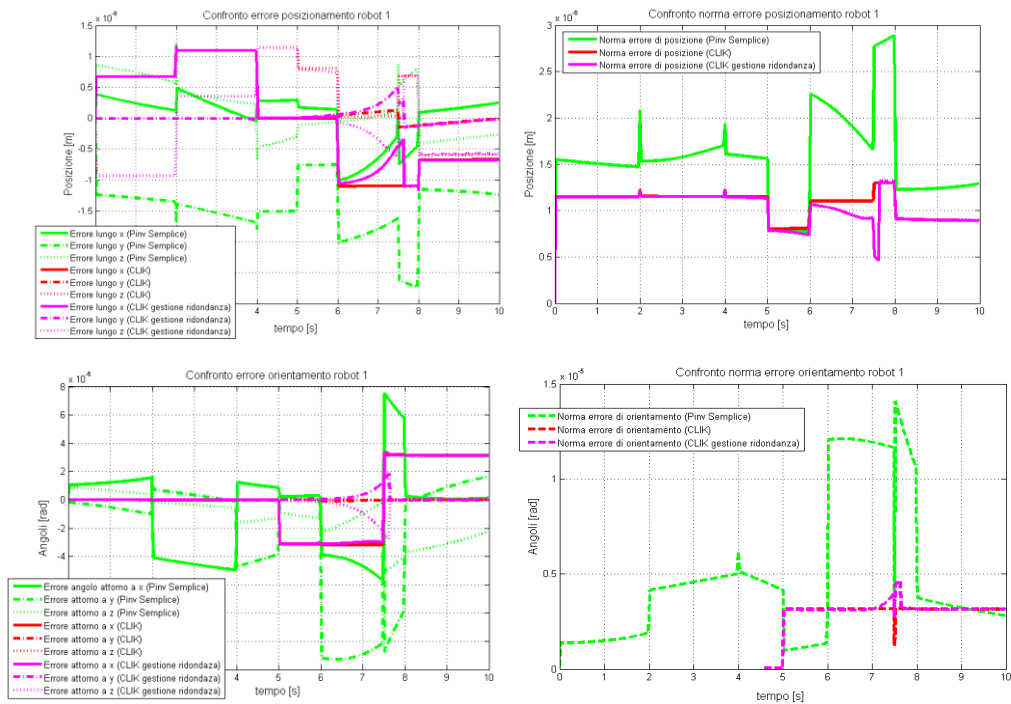 Confronto errore posizionamento robot 1
x 10
1.5
1
0.5
0
-0.5
-1
-1.5
Posizione [m]
Errore lungo x (Pinv Semplice)
Errore lungo y (Pinv Semplice)
Errore lungo z (Pinv Semplice)
Errore lungo x (CLIK)
Errore lungo y (CLIK)
Errore lungo z (CLIK)
Errore lungo x (CLIK gestione ridondanza)
Errore lungo y (CLIK gestione ridondanza)
Errore lungo z (CLIK gestione ridondanza)
4 5 6 7 8 9 10
tempo [s]
Confronto norma errore posizionamento robot 1
x 10
3
2.5
2
1.5
1
0.5
0
Posizione [m]
Norma errore di posizione (Pinv Semplice)
Norma errore di posizione (CLIK)
Norma errore di posizione (CLIK gestione ridondanza)
0 1 2 3 4 5 6 7 8 9 10
tempo [s]
Confronto errore orientamento robot 1
x 10
8
6
4
2
0
-2
-4
Angoli [rad]
Errore angolo attorno a x (Pinv Semplice)
Errore attorno a y (Pinv Semplice)
Errore attorno a z (Pinv Semplice)
Errore attorno a x (CLIK)
Errore attorno a y (CLIK)
Errore attorno a z (CLIK)
Errore attorno a x (CLIK gestione ridondaza)
Errore attorno a y (CLIK gestione ridondanza)
Errore attorno a z (CLIK gestione ridondanza)
4 5 6 7 8 9 10
tempo [s]
Confronto norma errore orientamento robot 1
x 10
1.5
1
0.5
0
Angoli [rad]
Norma errore di orientamento (Pinv Semplice)
Norma errore di orientamento (CLIK)
Norma errore di orientamento (CLIK gestione ridondanza)
0 1 2 3 4 5 6 7 8 9 10
tempo [s]